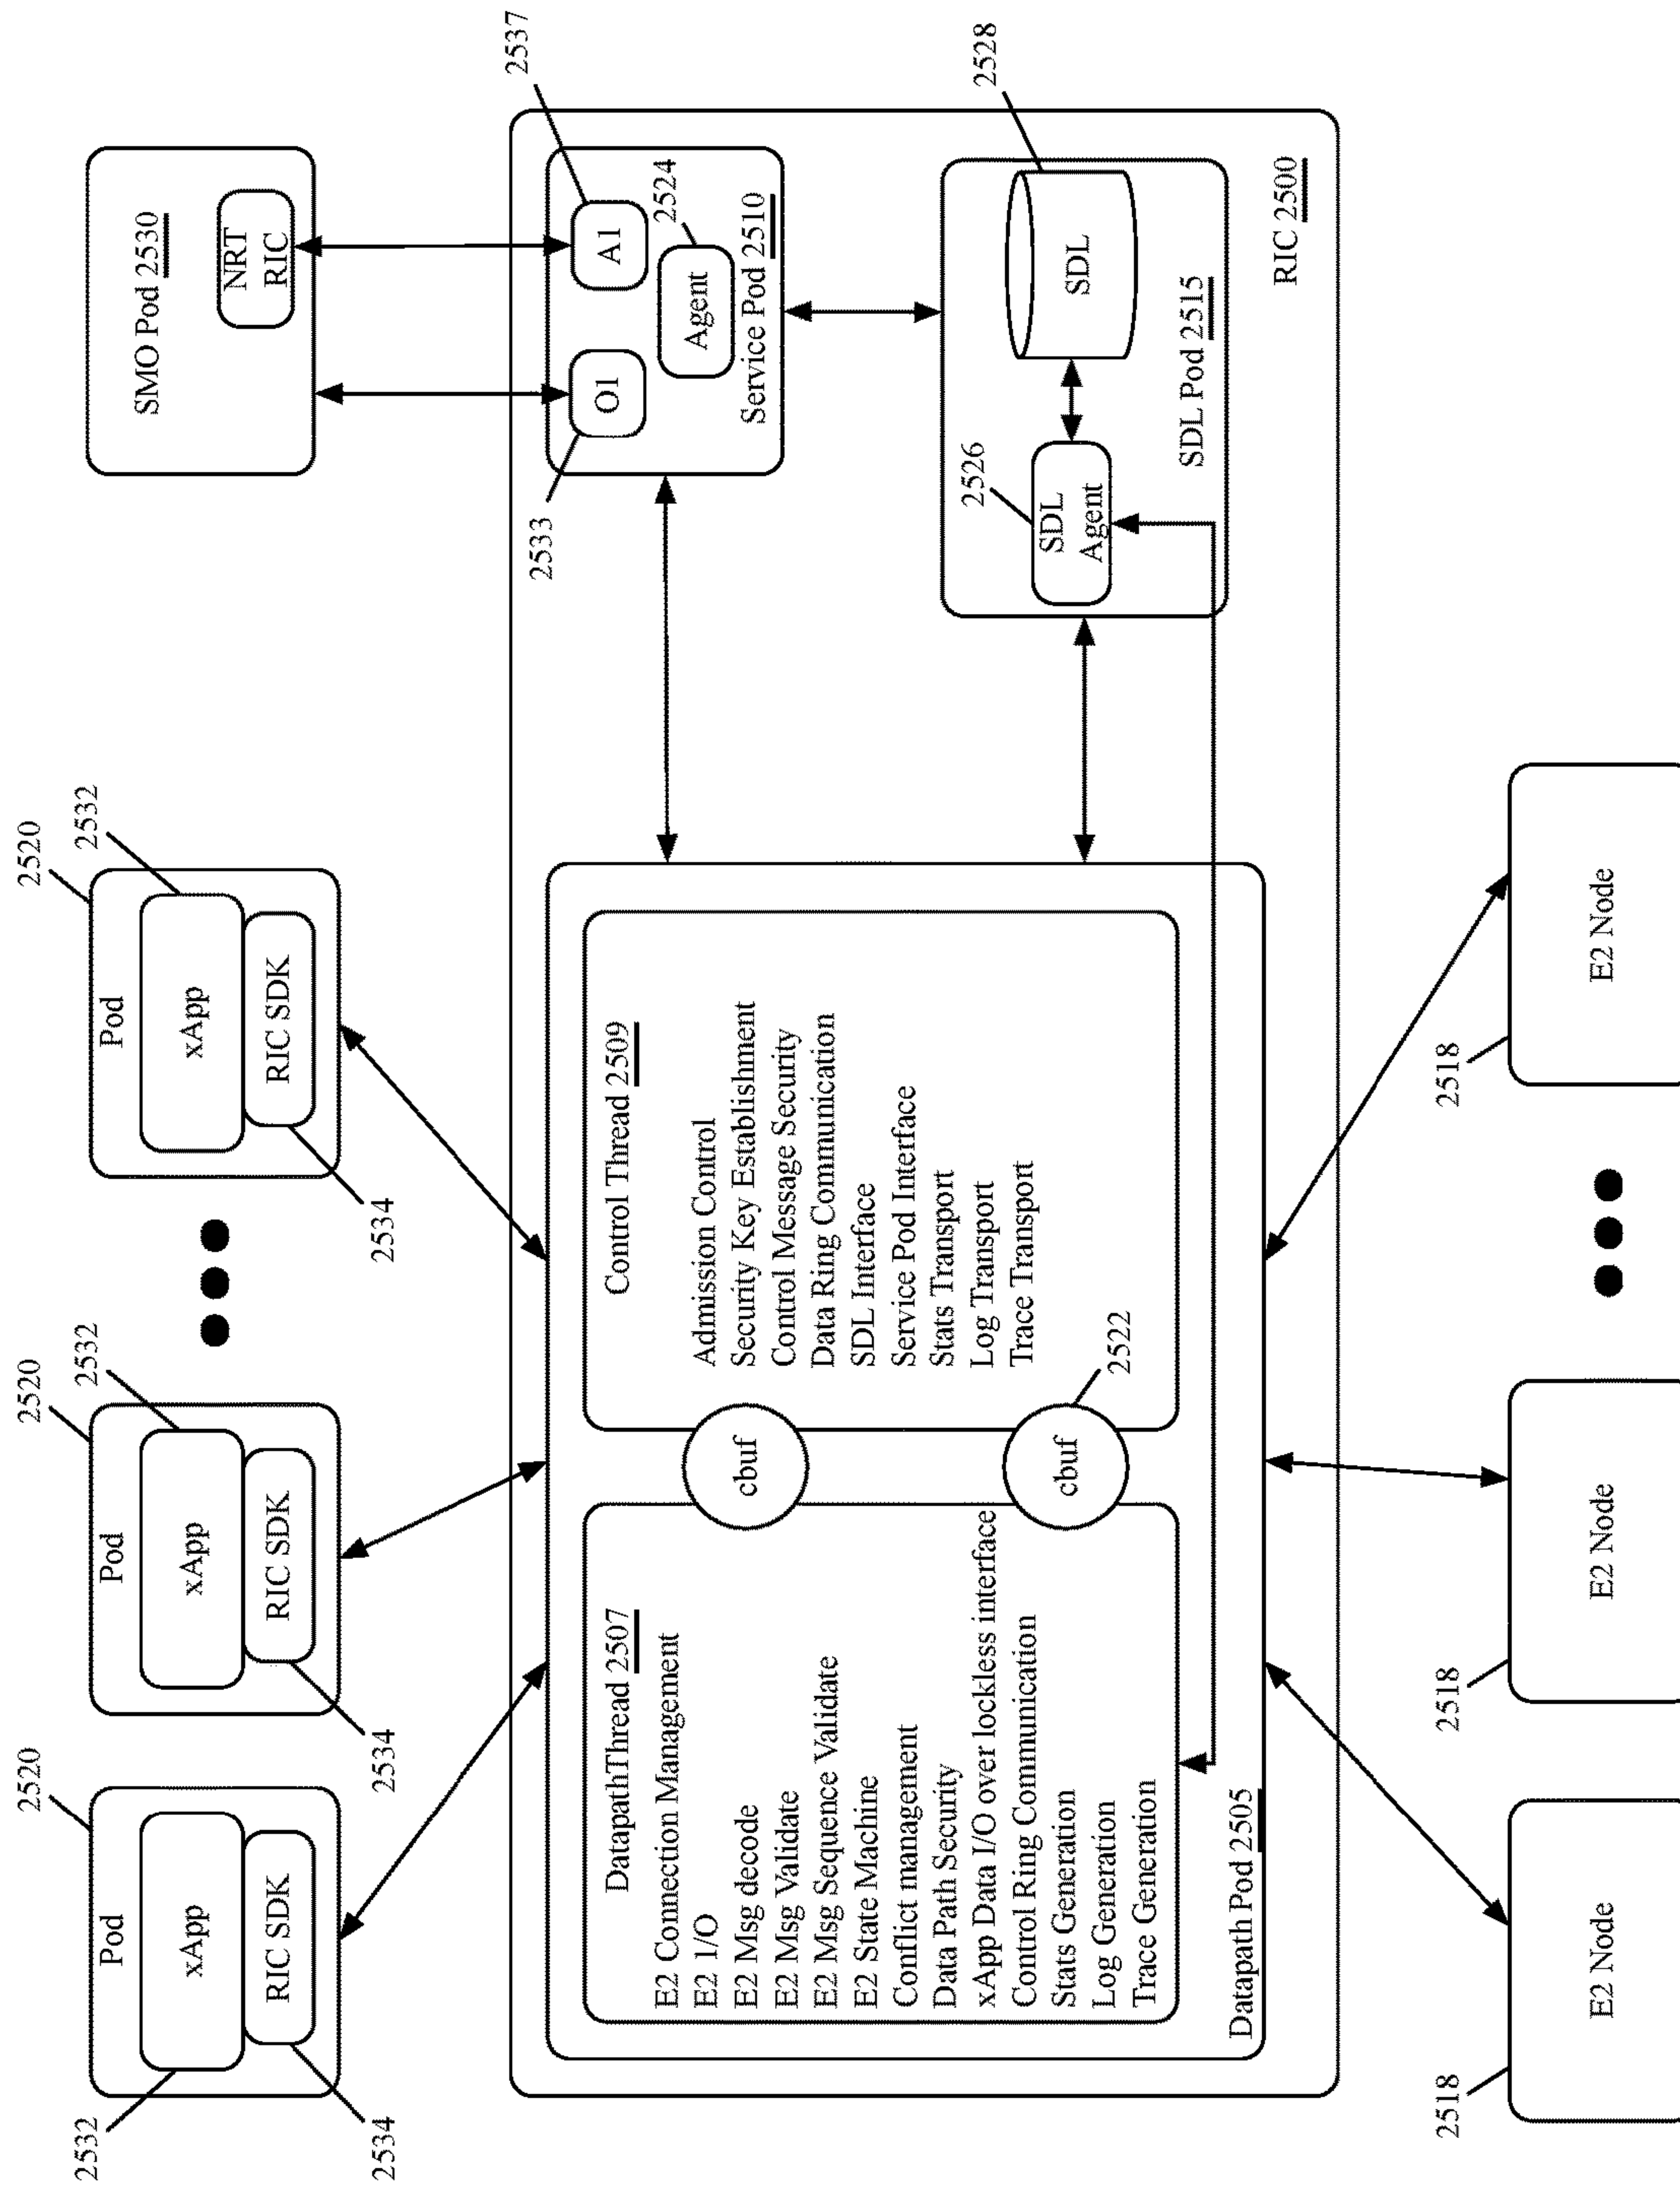 2520
Pod
xApp
RIC SDK
2532
2534
2520
2532
Pod
xApp
RIC SDK
2534
2520
2532
Pod
xApp
RIC SDK
2534
SMO Pod 2530
NRT
RIC
2537
2533
O1
A1
2524
Agent
Service Pod 2510
DatapathThread 2507
E2 Connection Management
E2 I/O
E2 Msg decode
E2 Msg Validate
E2 Msg Sequence Validate
E2 State Machine
Conflict management
Data Path Security
xApp Data I/O over lockless interface
Control Ring Communication
Stats Generation
Log Generation
Trace Generation
cbuf
cbuf
2522
Control Thread 2509
Admission Control
Security Key Establishment
Control Message Security
Data Ring Communication
SDL Interface
Service Pod Interface
Stats Transport
Log Transport
Trace Transport
Datapath Pod 2505
2526
2528
SDL
Agent
SDL
SDL Pod 2515
RIC 2500
2518
E2 Node
2518
E2 Node
2518
E2 Node